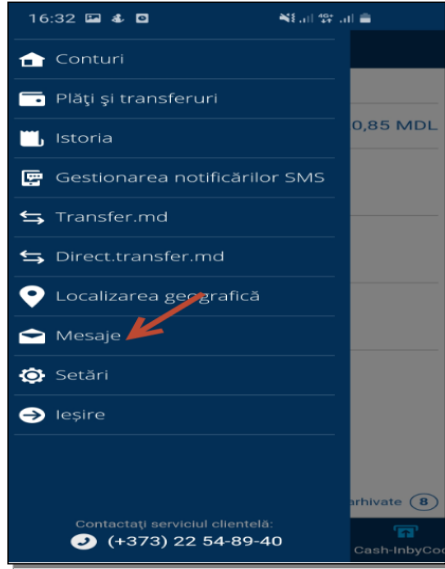 16:32
Conturi
Plăţi şi transferuri
0,85 MDL
Istoria
Gestionarea notificărilor SMS
Transfer.md
Direct.transfer.md
Localizarea geografică
Mesaje
Setări
Ieșire
arhivate 8
Contactaţi serviciul clientelă:
(+373) 22 54-89-40
Cash-InbyCod